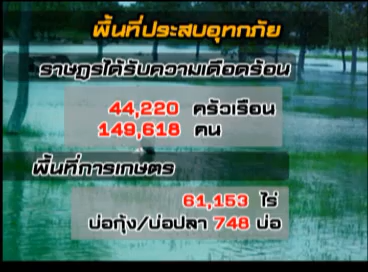 พื้นที่ประสบอุทกภัย
ราษฎรได้รับความเดือดร้อน
44,220 ครัวเรือน
149,618 คน
พื้นที่การเกษตร
61,153 ไร่
บ่อกุ้ง/บ่อปลา 748 บ่อ